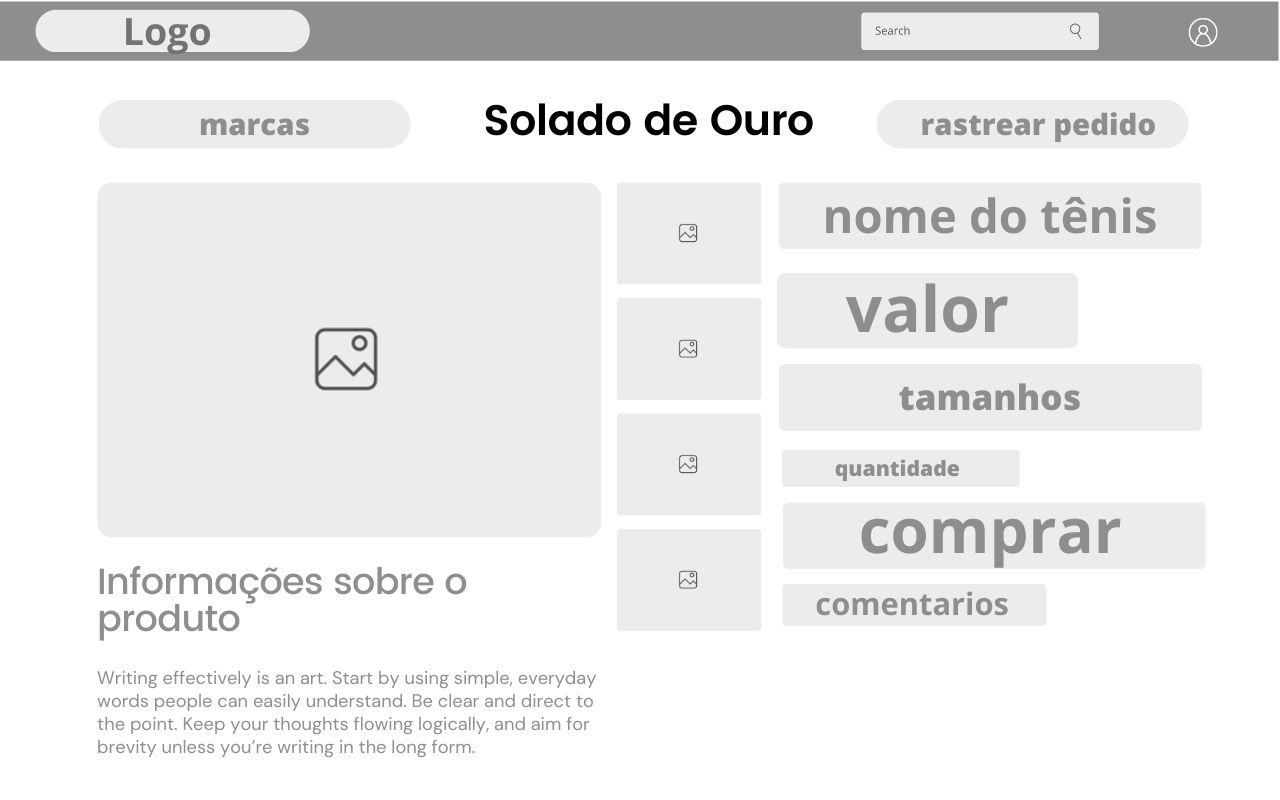 Logo
Search
marcas
Solado de Ouro
rastrear pedido
nome do tênis
valor
tamanhos
quantidade
comprar
comentarios
Informações sobre o
produto
Writing effectively is an art. Start by using simple, everyday
words people can easily understand. Be clear and direct to
the point. Keep your thoughts flowing logically, and aim for
brevity unless you’re writing in the long form.